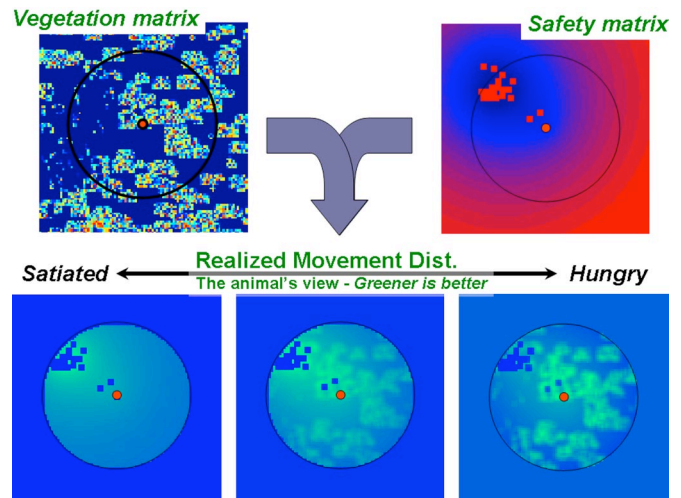 Vegetation matrix
Safety matrix
Realized Movement Dist.
Satiated
The animal's view - Greener is better
Hungry